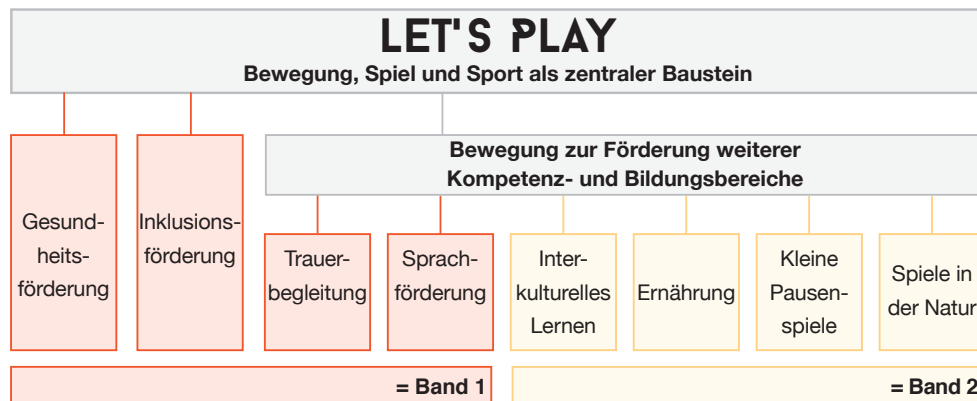 LET'S PLAY
Bewegung, Spiel und Sport als zentraler Baustein
Gesund-
heits-
förderung
Inklusions-
förderung
Bewegung zur Förderung weiterer
Kompetenz- und Bildungsbereiche
Trauer-
begleitung
Sprach-
förderung
Inter-
kulturelles
Lernen
Ernährung
Kleine
Pausen-
spiele
Spiele in
der Natur
= Band 1
= Band 2